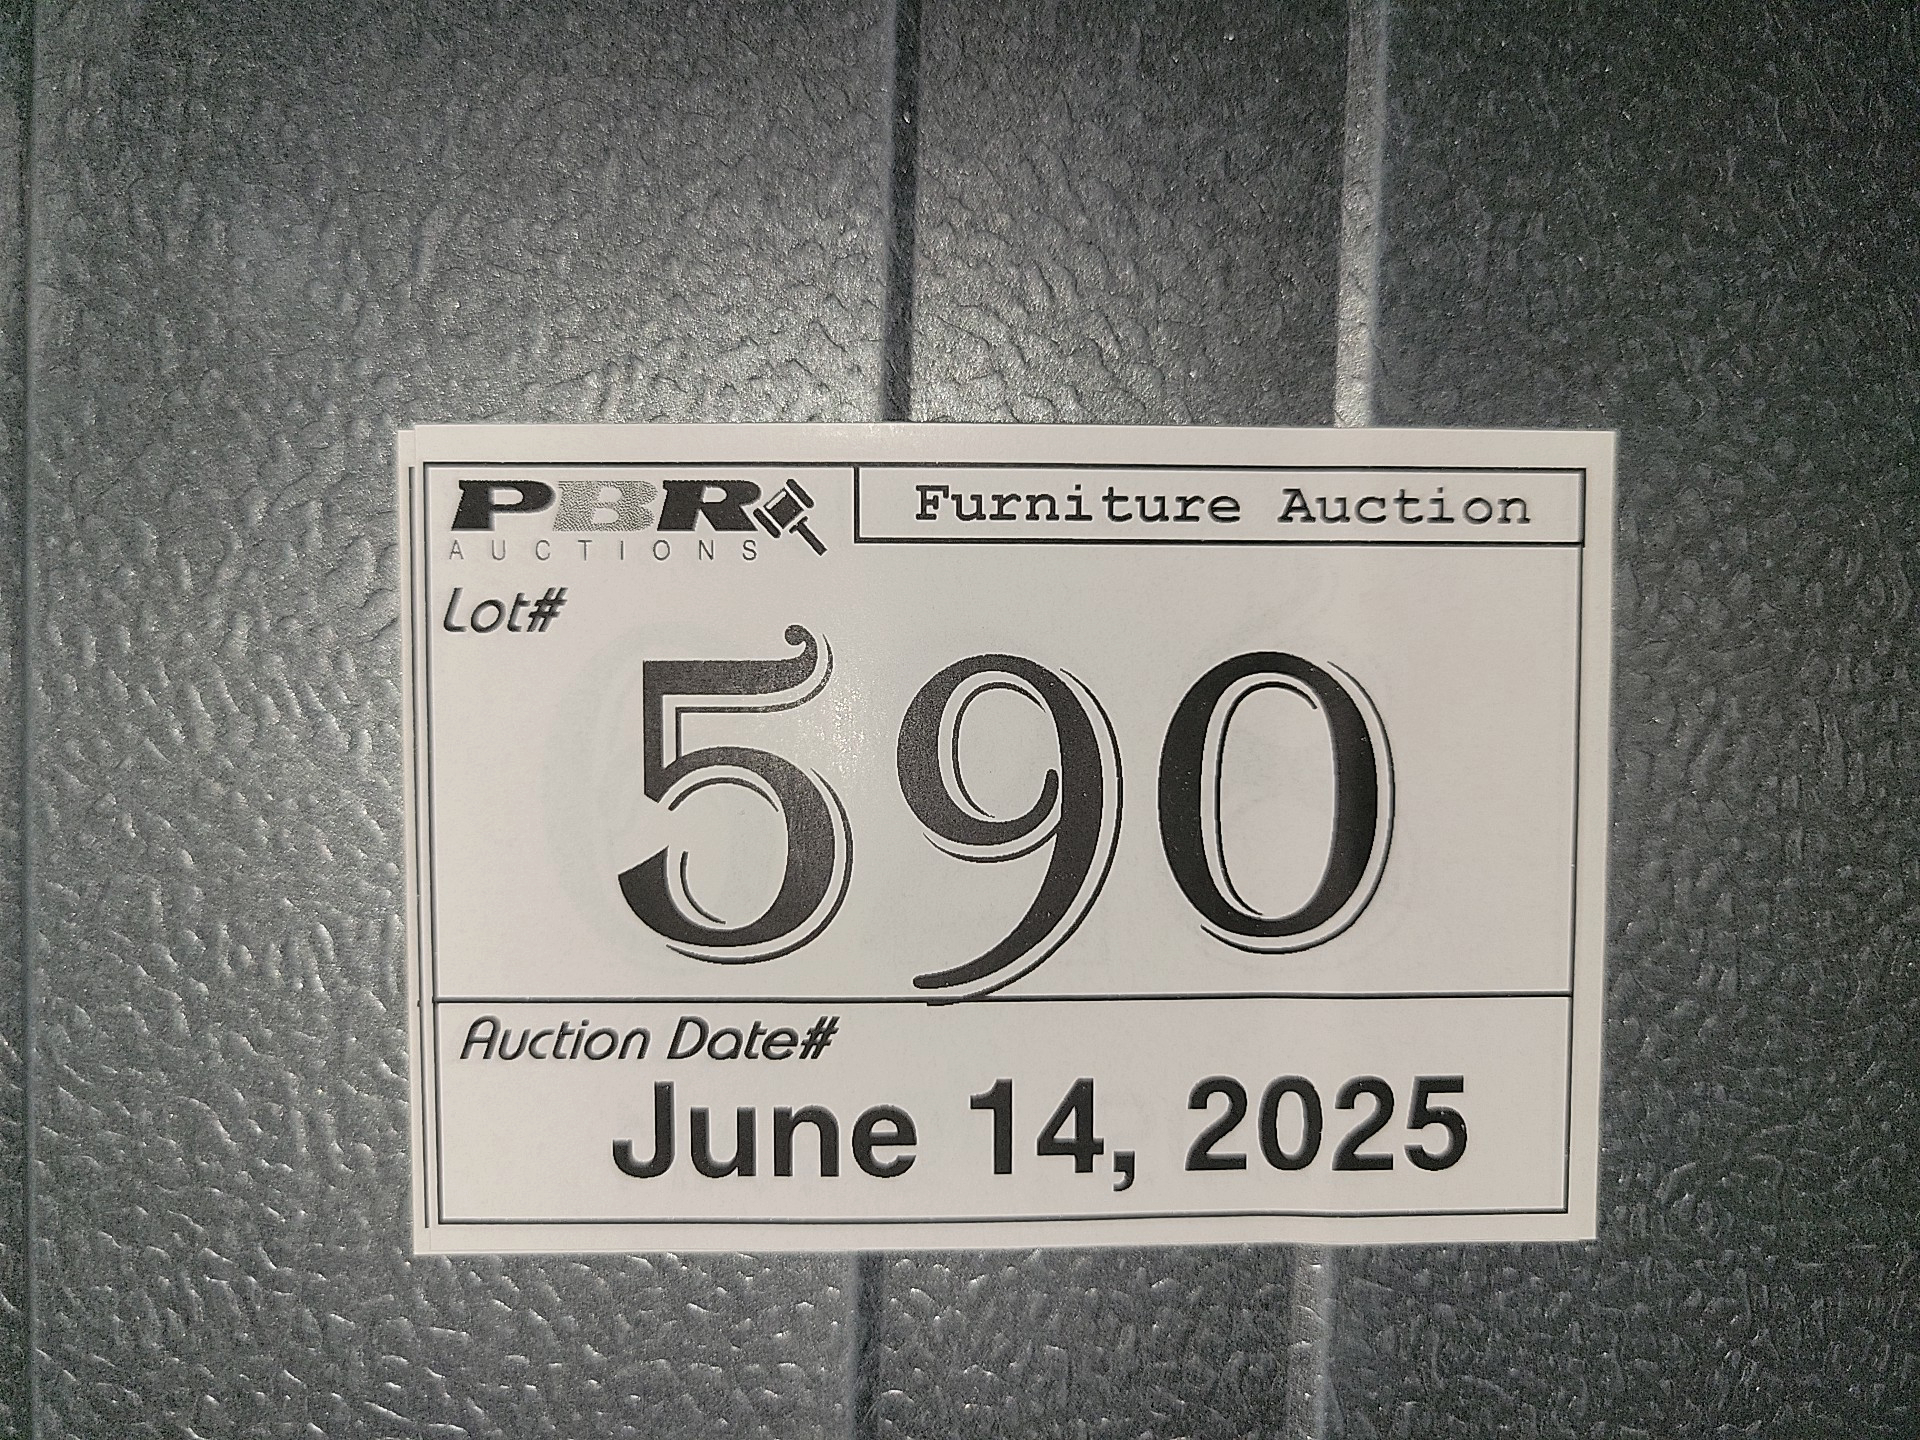 PBR
AUCTIONS
Furniture Auction
Lot#
590
Auction Date#
June 14, 2025